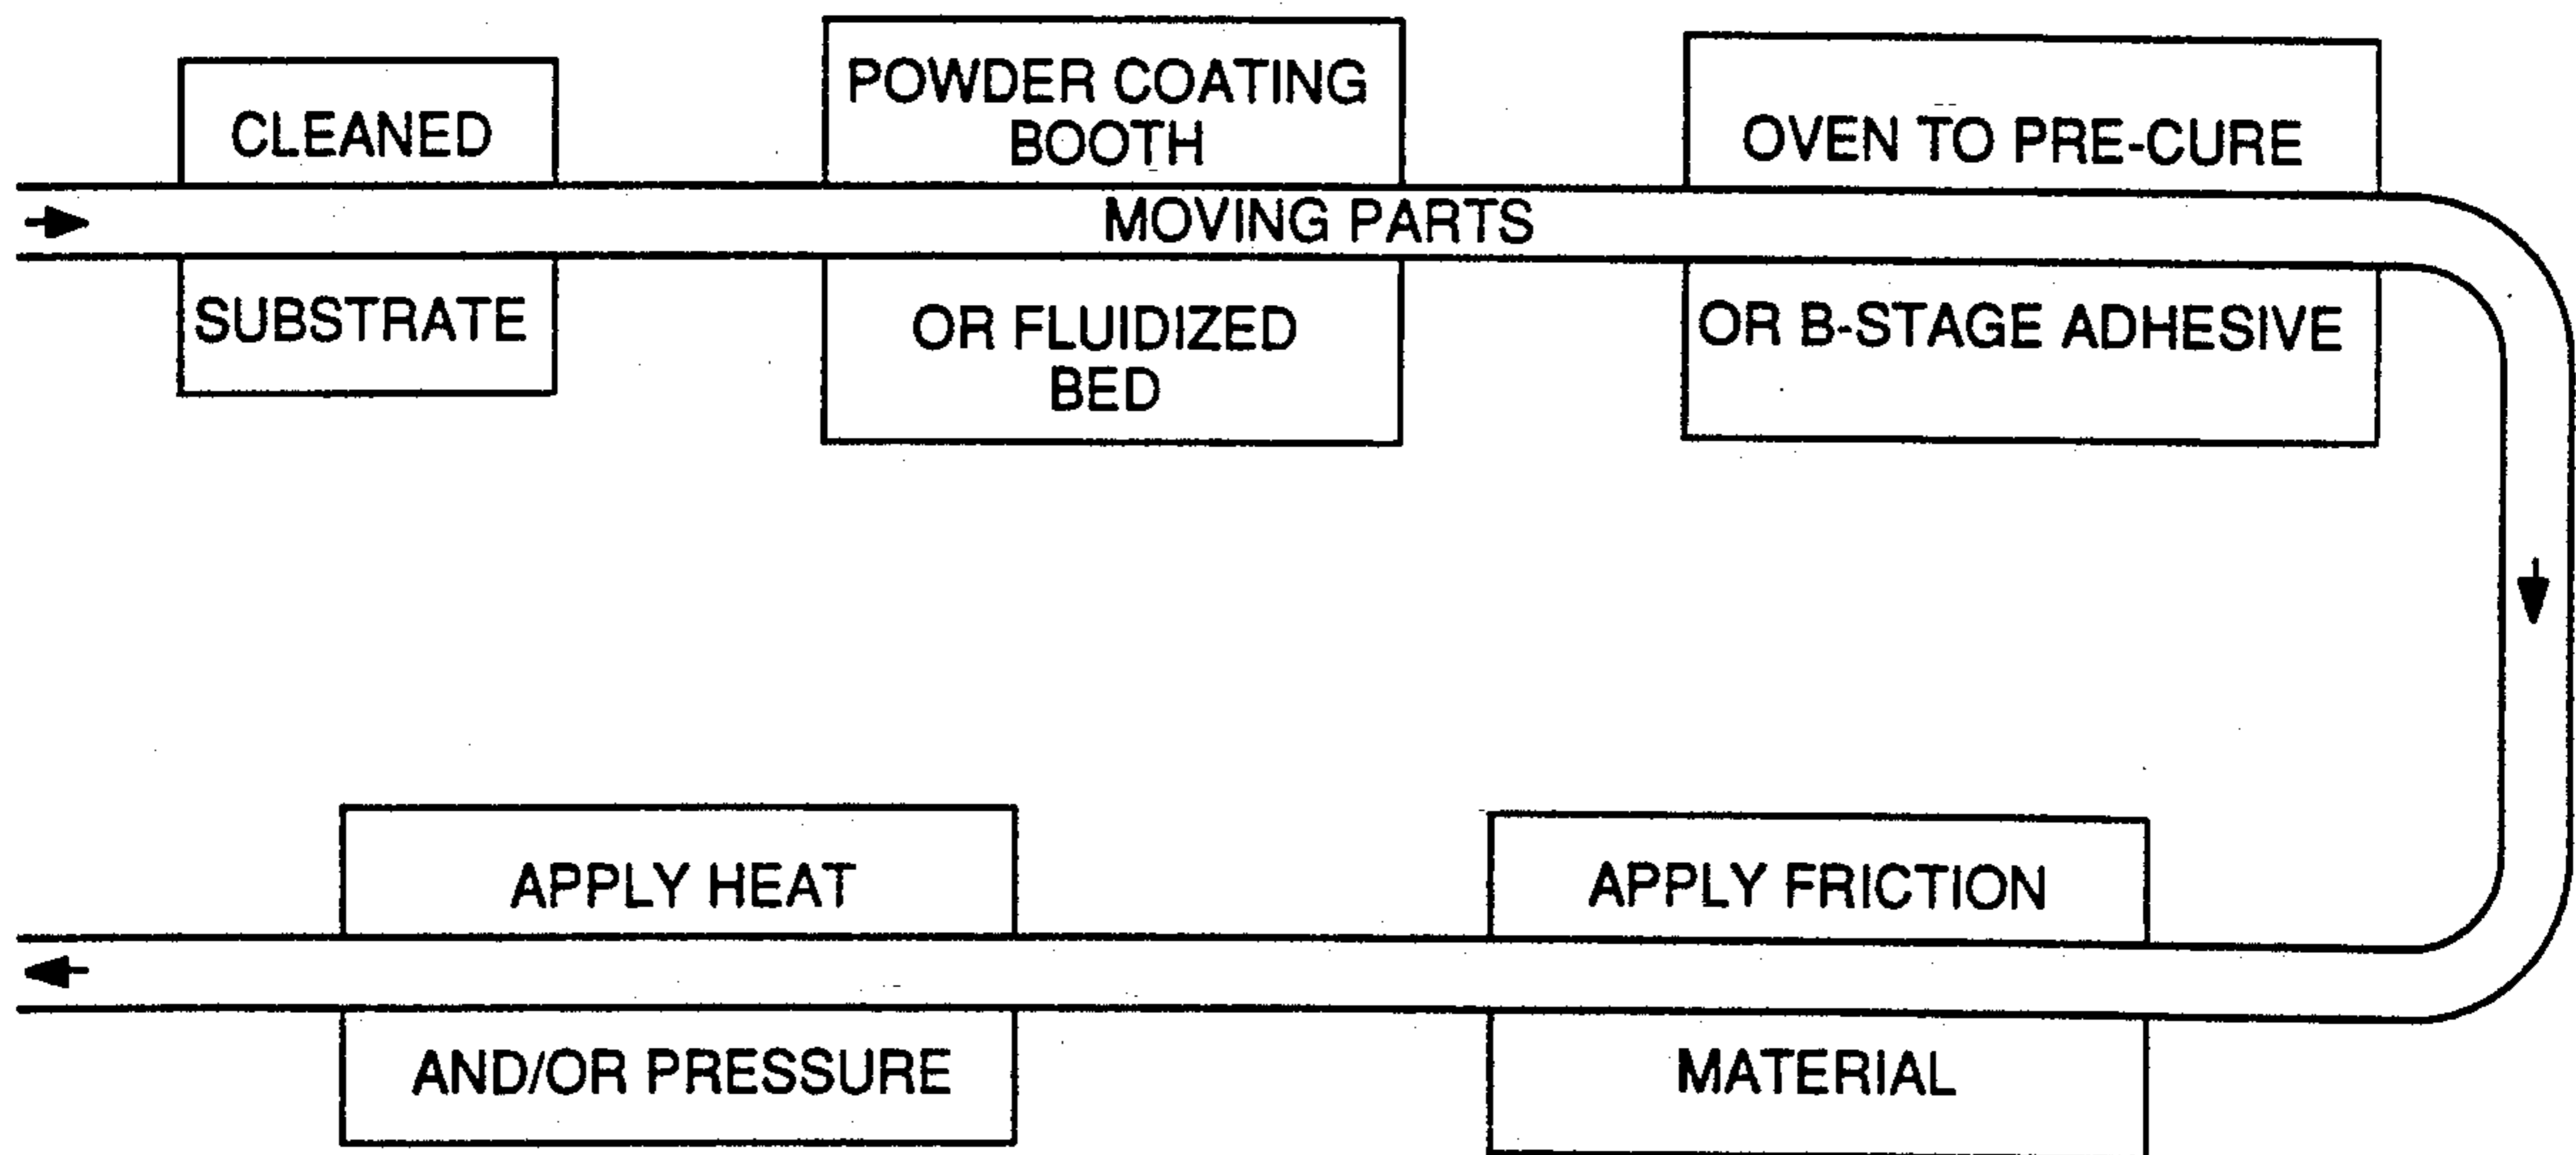 CLEANED
SUBSTRATE
POWDER COATING
BOOTH
MOVING PARTS
OR FLUIDIZED
BED
OVEN TO PRE-CURE
OR B-STAGE ADHESIVE
APPLY FRICTION
MATERIAL
APPLY HEAT
AND/OR PRESSURE